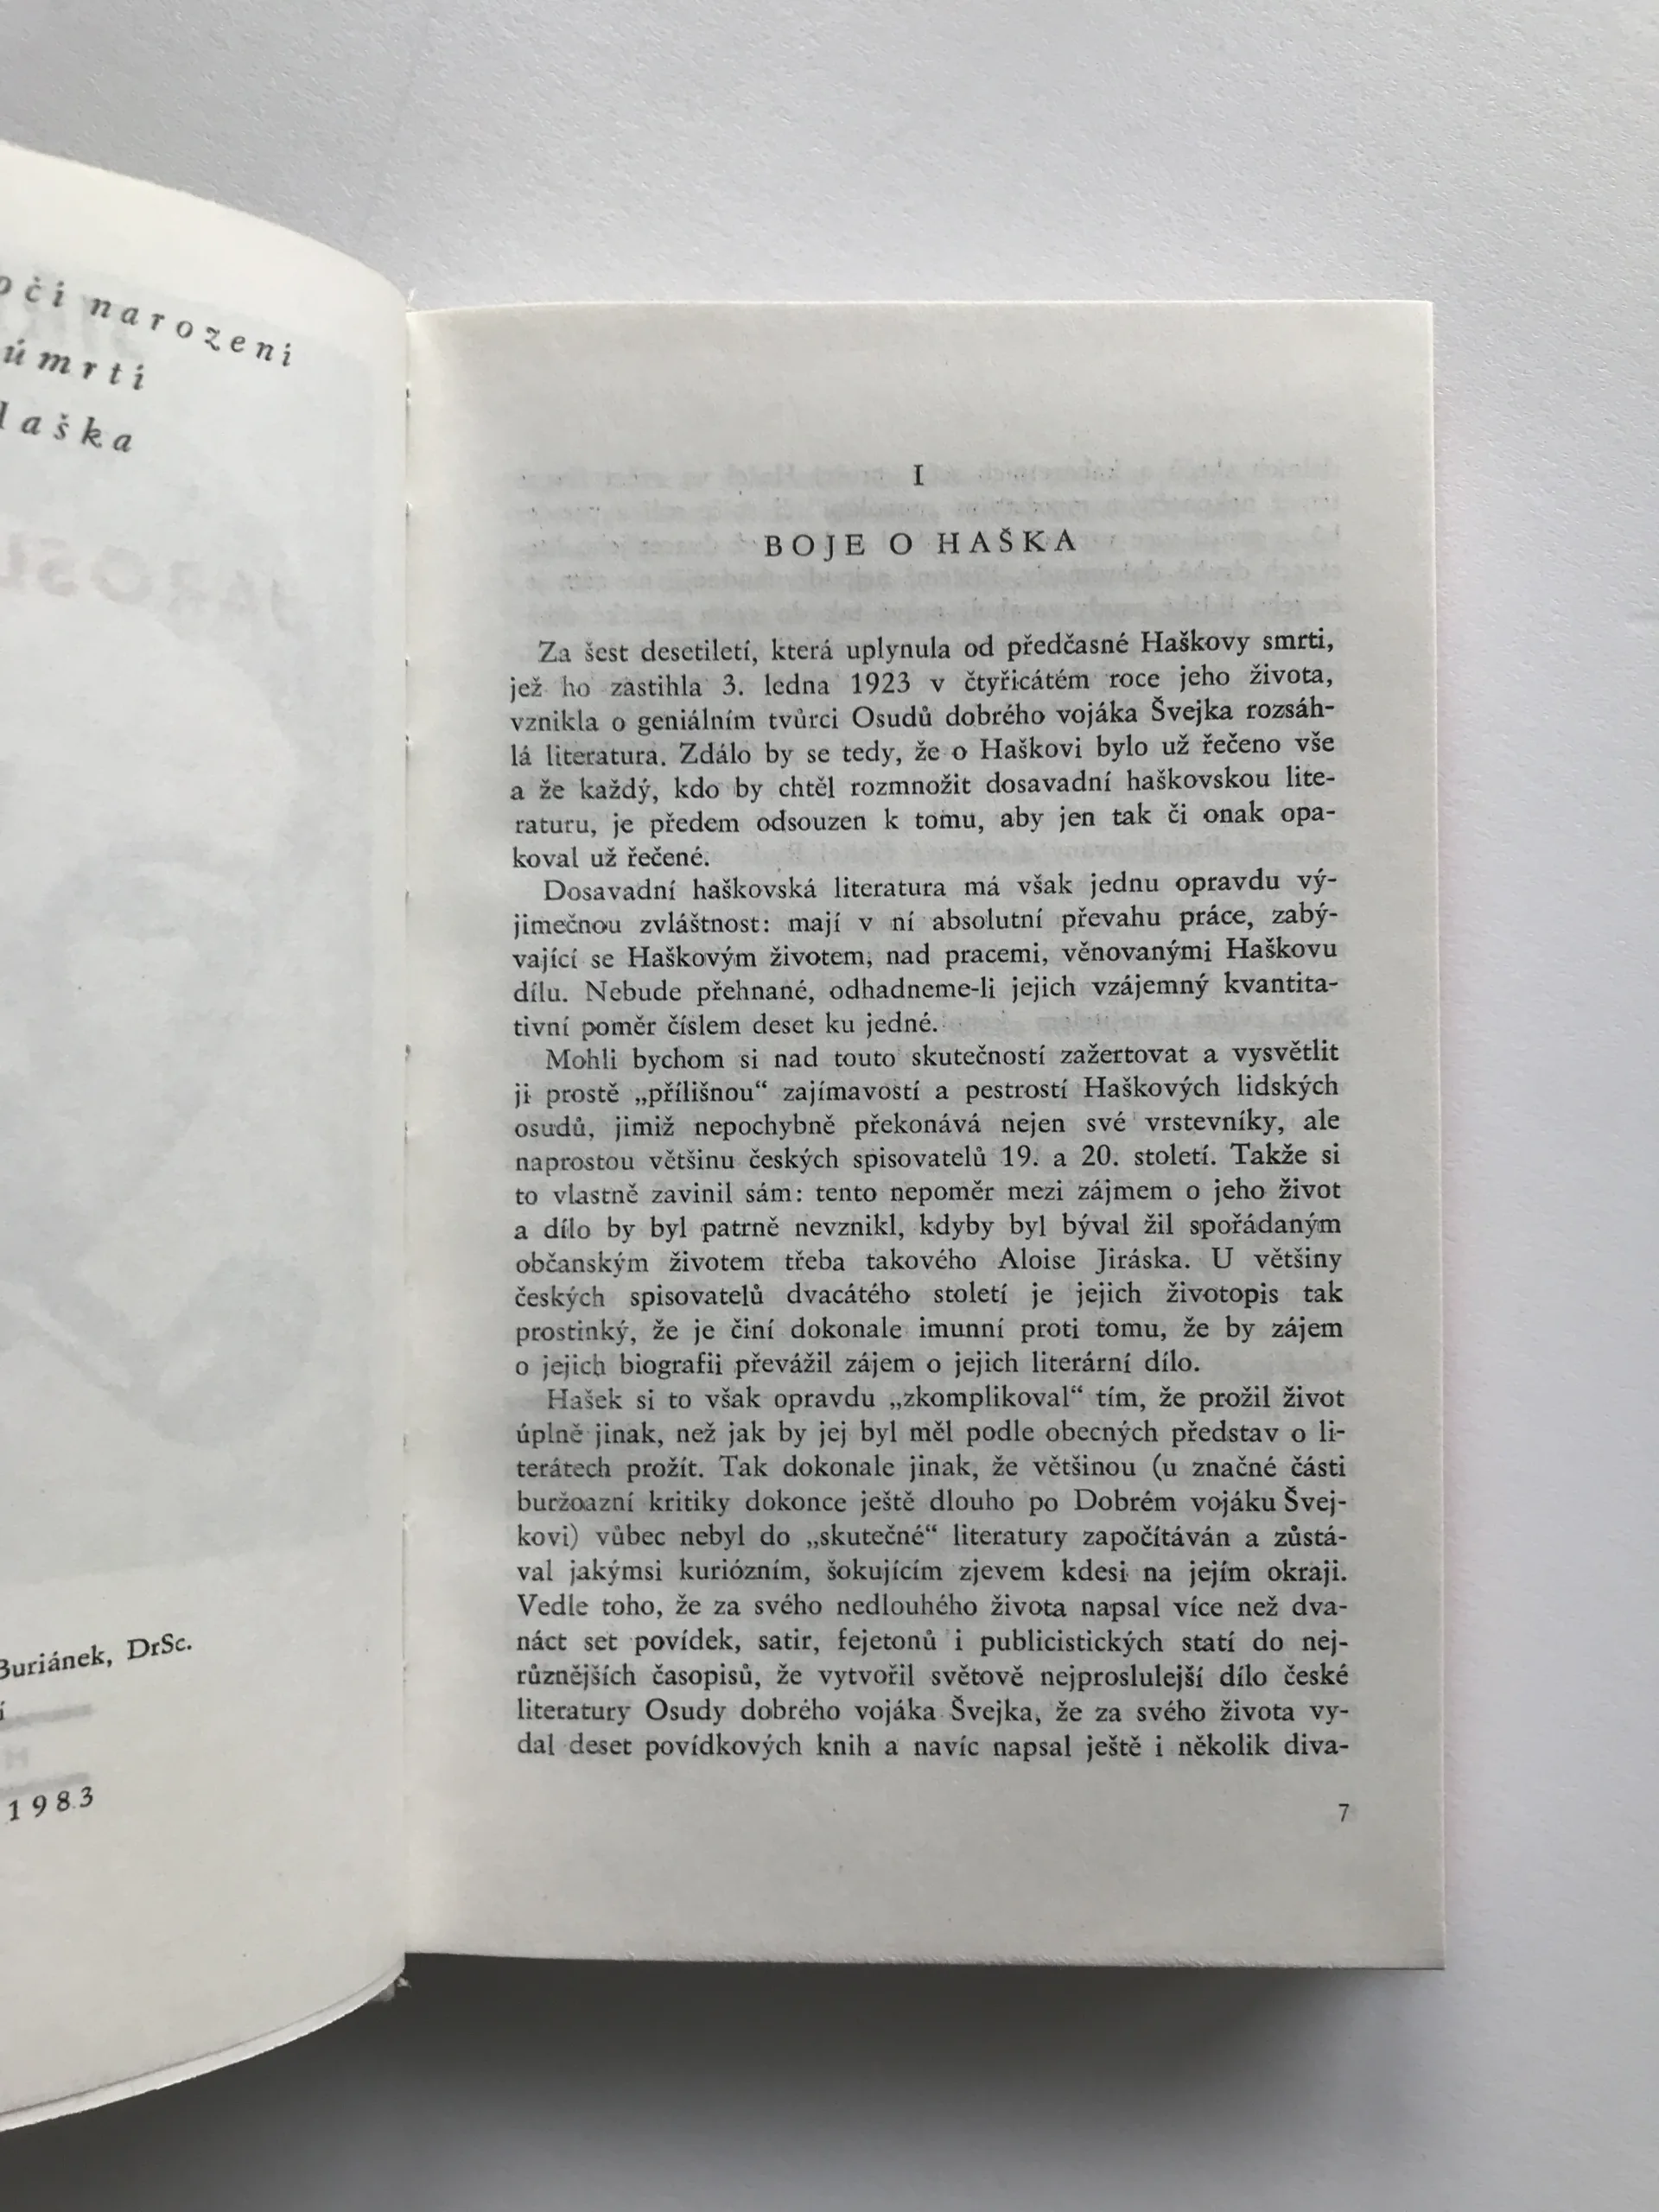 narození
úmrtí
Buriánek, DrSc.
1983
I
BOJE O HAŠKA
Za šest desetiletí, která uplynula od předčasné Haškovy smrti,
jež ho zastihla 3. ledna 1923 v čtyřicátém roce jeho života,
vznikla o geniálním tvůrci Osudů dobrého vojáka Švejka rozsáh-
lá literatura. Zdálo by se tedy, že o Haškovi bylo už řečeno vše
a že každý, kdo by chtěl rozmnožit dosavadní haškovskou lite-
raturu, je předem odsouzen k tomu, aby jen tak či onak opa-
koval už řečené.
Dosavadní haškovská literatura má však jednu opravdu vý-
jimečnou zvláštnost: mají v ní absolutní převahu práce, zabý-
vající se Haškovým životem, nad pracemi, věnovanými Haškovu
dílu. Nebude přehnané, odhadneme-li jejich vzájemný kvantita-
tivní poměr číslem deset ku jedné.
Mohli bychom si nad touto skutečností zažertovat a vysvětlit
ji prostě „přílišnou“ zajímavostí a pestrostí Haškových lidských
osudů, jimiž nepochybně překonává nejen své vrstevníky, ale
naprostou většinu českých spisovatelů 19. a 20. století. Takže si
to vlastně zavinil sám: tento nepoměr mezi zájmem o jeho život
a dílo by byl patrně nevznikl, kdyby byl býval žil spořádaným
občanským životem třeba takového Aloise Jiráska. U většiny
českých spisovatelů dvacátého století je jejich životopis tak
prostinký, že je činí dokonale imunní proti tomu, že by zájem
o jejich biografii převážil zájem o jejich literární dílo.
Hašek si to však opravdu „zkomplikoval“ tím, že prožil život
úplně jinak, než jak by jej byl měl podle obecných představ o li-
terátech prožít. Tak dokonale jinak, že většinou (u značné části
buržoazní kritiky dokonce ještě dlouho po Dobrém vojáku Švej-
kovi) vůbec nebyl do „skutečné“ literatury započítáván a zůstá-
val jakýmsi kuriózním, šokujícím zjevem kdesi na jejím okraji.
Vedle toho, že za svého nedlouhého života napsal více než dva-
náct set povídek, satir, fejetonů i publicistických statí do nej-
různějších časopisů, že vytvořil světově nejproslulejší dílo české
literatury Osudy dobrého vojáka Švejka, že za svého života vy-
dal deset povídkových knih a navíc napsal ještě i několik diva-
7